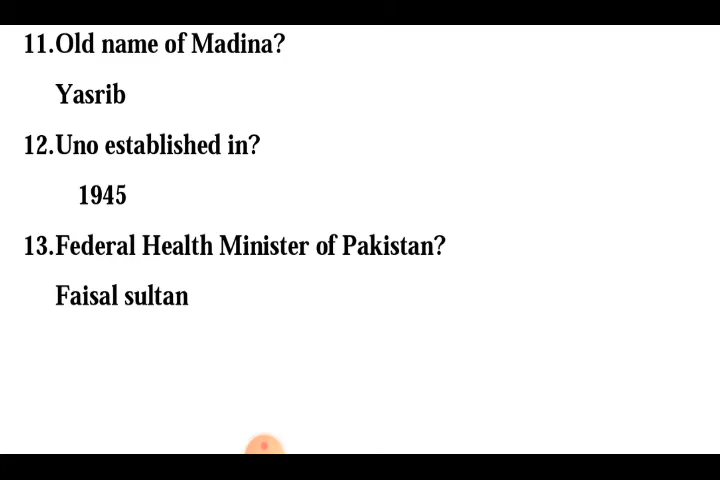 11.Old name of Madina?
Yasrib
12.Uno established in?
1945
13.Federal Health Minister of Pakistan?
Faisal sultan